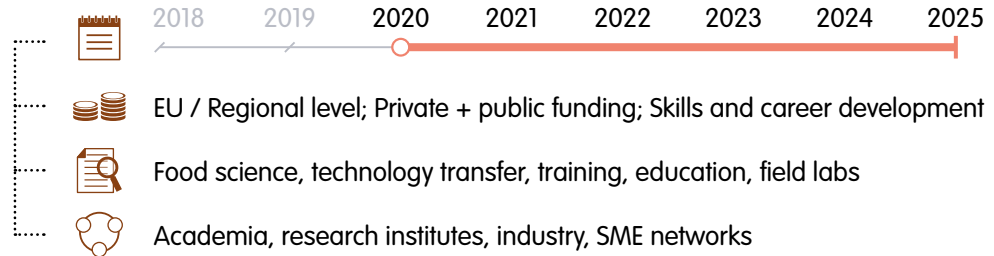 2018 2019 2020 2021 2022 2023 2024 2025
EU / Regional level; Private + public funding; Skills and career development
Food science, technology transfer, training, education, field labs
Academia, research institutes, industry, SME networks